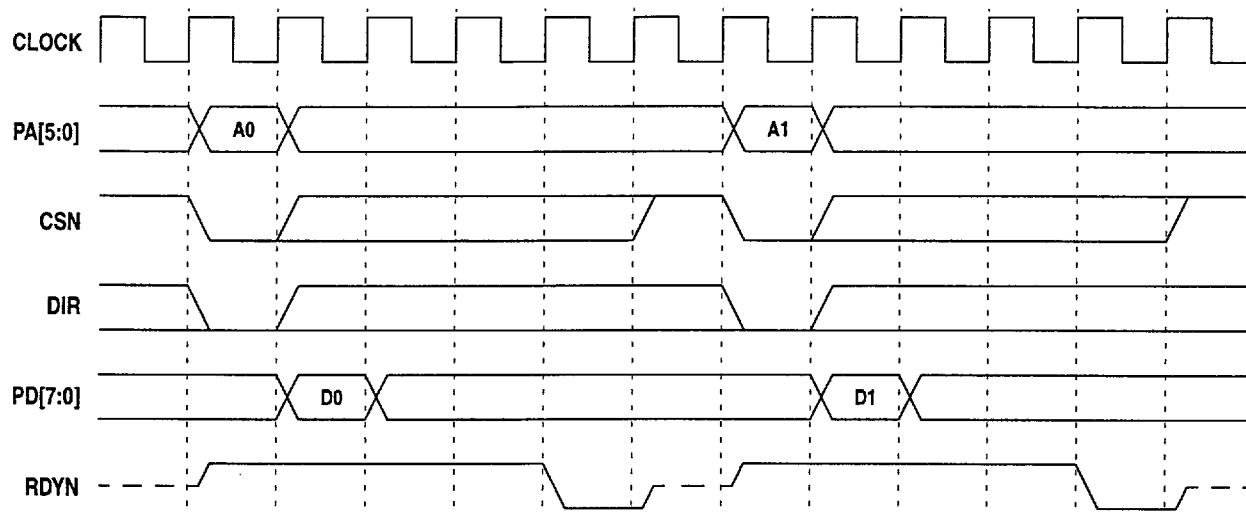 CLOCK
PA[5:0] A0 A1
CSN
DIR
PD[7:0] D0 D1
RDYN